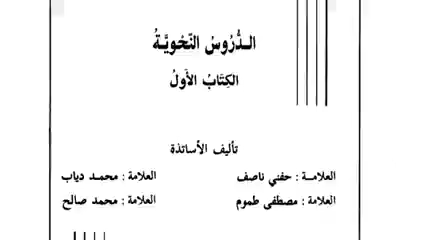 الدُّرُوسُ النَّحْوِيَّةُ
الكِتَابُ الأَوَّلُ
تأليف الأساتذة
العلامة : حفني ناصف العلامة : محمد دياب
العلامة : مصطفى طموم العلامة : محمد صالح